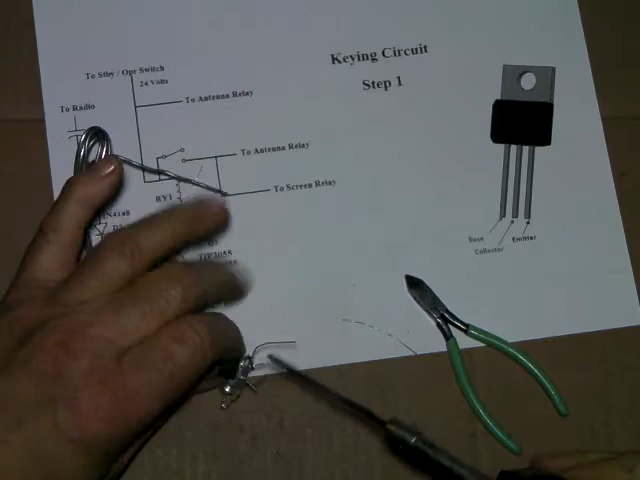 Keying Circuit
Step 1
To Stby / Opr Switch
24 Volts
To Antenna Relay
To Radio
To Antenna Relay
To Screen Relay
RY1
TIP3055
Base
Collector
Emitter